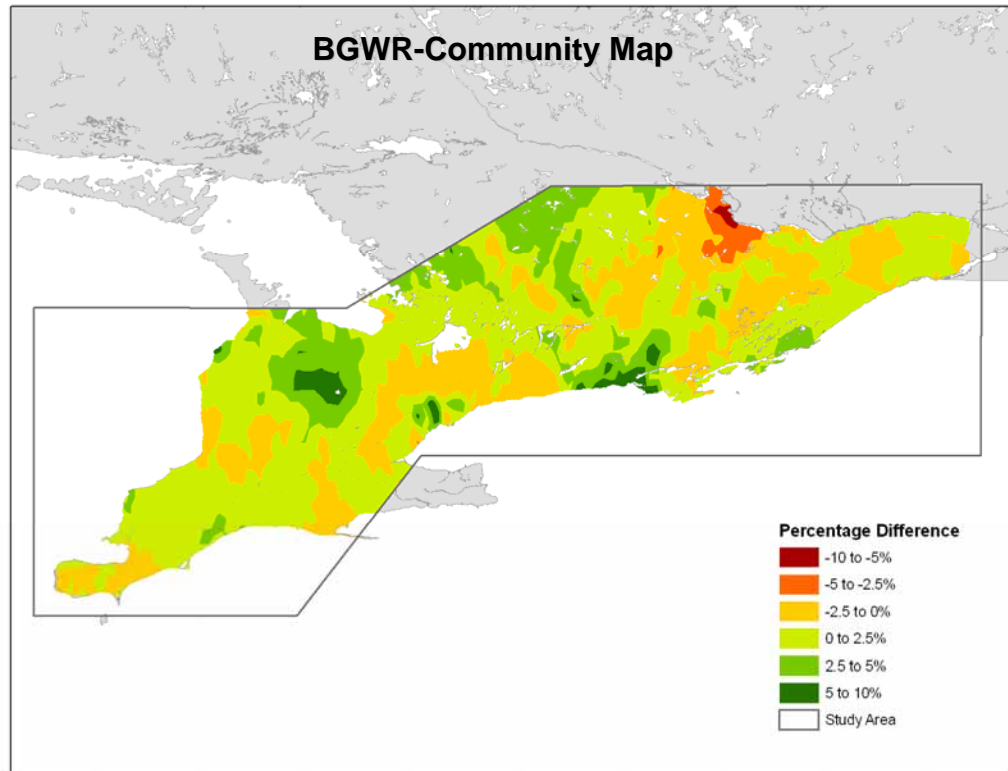 BGWR-Community Map
Percentage Difference
-10 to -5%
-5 to -2.5%
-2.5 to 0%
0 to 2.5%
2.5 to 5%
5 to 10%
Study Area